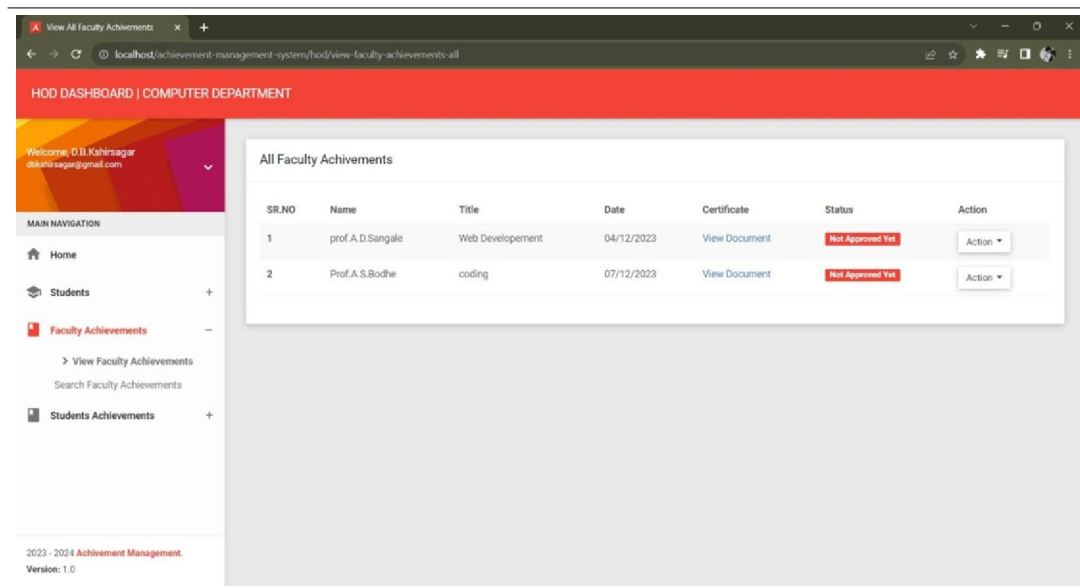 View All Faculty Achivements
localhost/achievement-management-system/hod/view-faculty-achievements-all
HOD DASHBOARD | COMPUTER DEPARTMENT
Welcome, D.B.Kshirsagar
dbkshirsagar@gmail.com
MAIN NAVIGATION
Home
Students +
Faculty Achievements −
> View Faculty Achievements
Search Faculty Achievements
Students Achievements +
2023 - 2024 Achivement Management.
Version: 1.0
All Faculty Achivements
SR.NO Name Title Date Certificate Status Action
1 prof.A.D.Sangale Web Developement 04/12/2023 View Document Not Approved Yet Action
2 Prof.A.S.Bodhe coding 07/12/2023 View Document Not Approved Yet Action